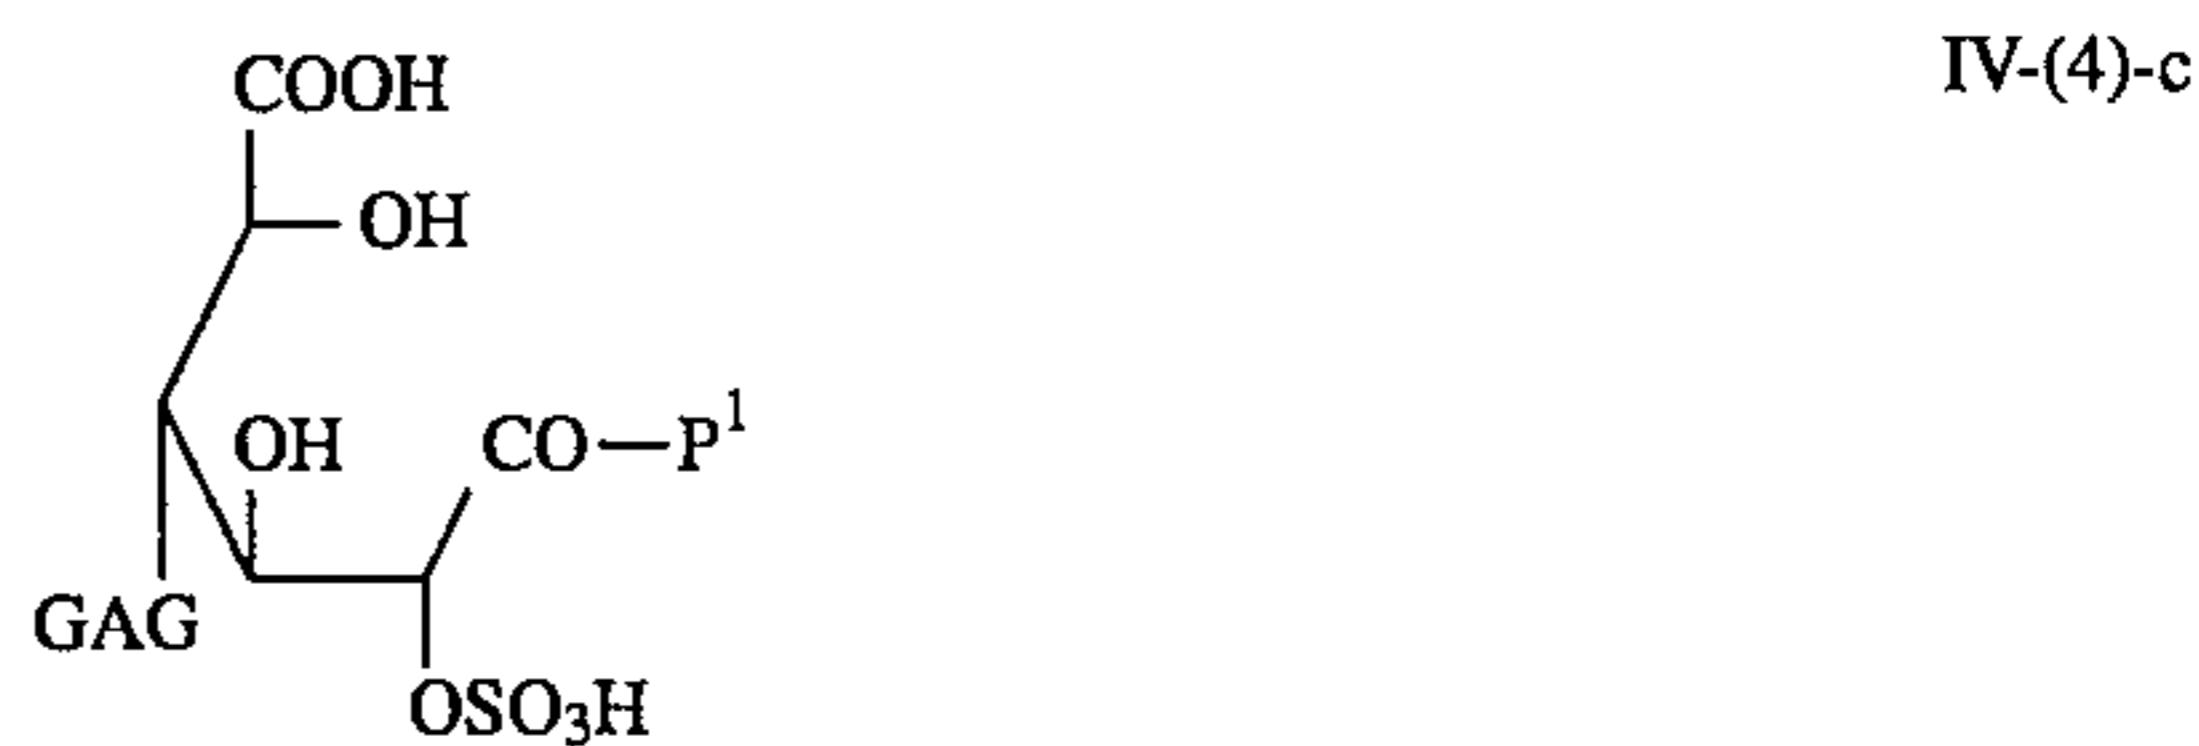 COOH
IV-(4)-c
OH
OH
CO—P¹
GAG
OSO₃H